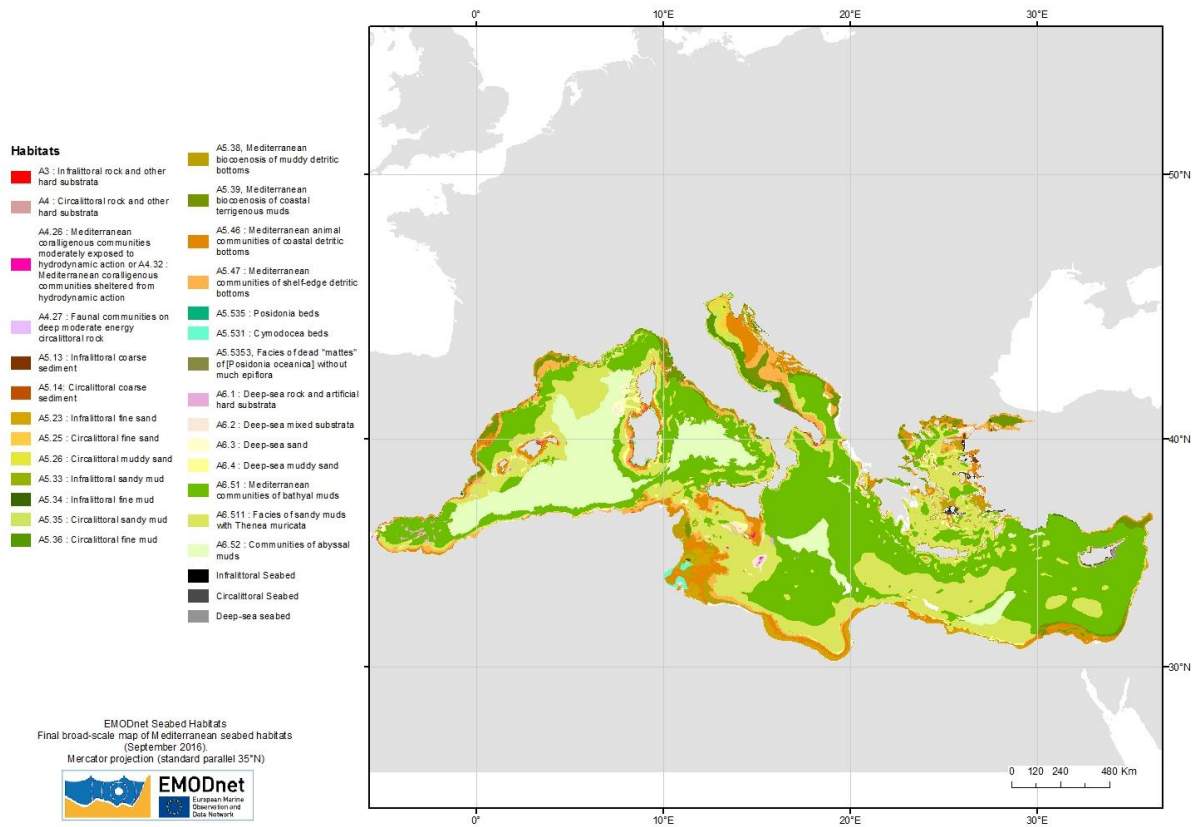 Habitats
A3 : Infralittoral rock and other
hard substrata
A4 : Circalittoral rock and other
hard substrata
A4.26 : Mediterranean
coralligenous communities
moderately exposed to
hydrodynamic action or A4.32 :
Mediterranean coralligenous
communities sheltered from
hydrodynamic action
A4.27 : Faunal communities on
deep moderate energy
circalittoral rock
A5.13 : Infralittoral coarse
sediment
A5.14: Circalittoral coarse
sediment
A5.23 : Infralittoral fine sand
A5.25 : Circalittoral fine sand
A5.26 : Circalittoral muddy sand
A5.33 : Infralittoral sandy mud
A5.34 : Infralittoral fine mud
A5.35 : Circalittoral sandy mud
A5.36 : Circalittoral fine mud
A5.38, Mediterranean
biocoenosis of muddy detritic
bottoms
A5.39, Mediterranean
biocoenosis of coastal
terrigenous muds
A5.46 : Mediterranean animal
communities of coastal detritic
bottoms
A5.47 : Mediterranean
communities of shelf-edge detritic
bottoms
A5.535 : Posidonia beds
A5.531 : Cymodocea beds
A5.5353, Facies of dead "mattes"
of [Posidonia oceanica] without
much epiflora
A6.1 : Deep-sea rock and artificial
hard substrata
A6.2 : Deep-sea mixed substrata
A6.3 : Deep-sea sand
A6.4 : Deep-sea muddy sand
A6.51 : Mediterranean
communities of bathyal muds
A6.511 : Facies of sandy muds
with Thenea muricata
A6.52 : Communities of abyssal
muds
Infralittoral Seabed
Circalittoral Seabed
Deep-sea seabed
EMODnet Seabed Habitats
Final broad-scale map of Mediterranean seabed habitats
(September 2016).
Mercator projection (standard parallel 35°N)
EMODnet
European Marine
Observation and
Data Network
0°
10°E
20°E
30°E
50°N
40°N
40°N
30°N
0 120 240 480 Km
0°
10°E
20°E
30°E